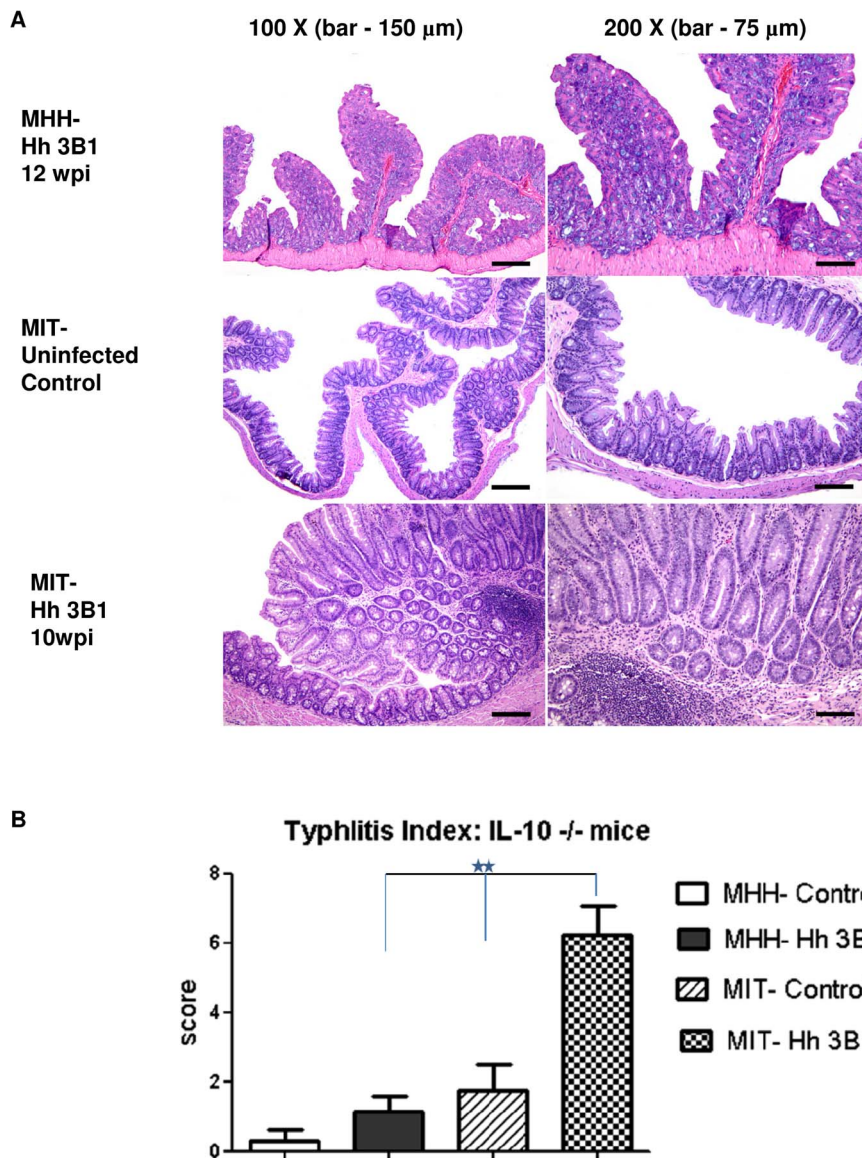 A
100 X (bar - 150 µm)
200 X (bar - 75 µm)
MHH-
Hh 3B1
12 wpi
MIT-
Uninfected
Control
MIT-
Hh 3B1
10wpi
B
Typhlitis Index: IL-10 -/- mice
★★
8
6
4
2
0
score
MHH- Contro
MHH- Hh 3B
MIT- Contro
MIT- Hh 3B